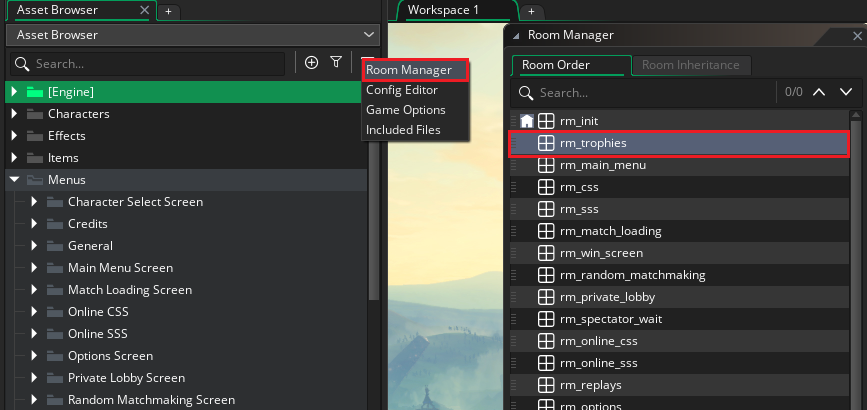 Asset Browser
Asset Browser
Search...
[Engine]
Characters
Effects
Items
Menus
Character Select Screen
Credits
General
Main Menu Screen
Match Loading Screen
Online CSS
Online SSS
Options Screen
Private Lobby Screen
Random Matchmaking Screen
Room Manager
Config Editor
Game Options
Included Files
Workspace 1
Room Manager
Room Order
Room Inheritance
Search...
0/0
rm_init
rm_trophies
rm_main_menu
rm_css
rm_sss
rm_match_loading
rm_win_screen
rm_random_matchmaking
rm_private_lobby
rm_spectator_wait
rm_online_css
rm_online_sss
rm_replays
rm_options